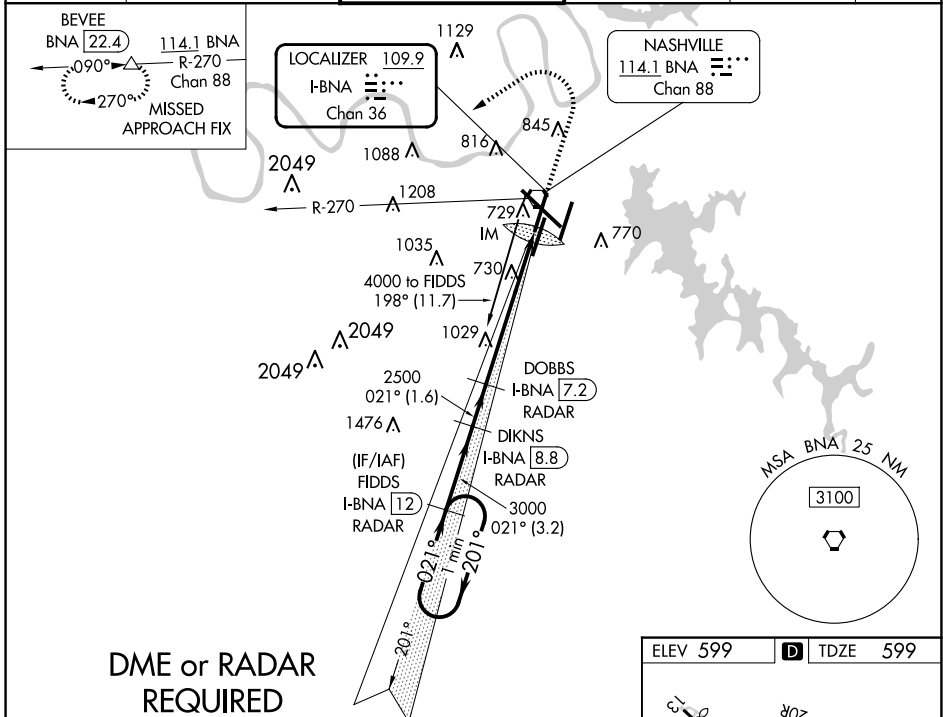 BEVEE
BNA 22.4
114.1 BNA
R-270
Chan 88
090°
270°
MISSED
APPROACH FIX
LOCALIZER 109.9
I-BNA
Chan 36
1129
NASHVILLE
114.1 BNA
Chan 88
845
816
1088
2049
1208
R-270
729
IM
770
1035
730
4000 to FIDDS
198° (11.7)
1029
2049
2049
DOBBS
I-BNA 7.2
RADAR
2500
021° (1.6)
1476
DIKNS
I-BNA 8.8
RADAR
(IF/IAF)
FIDDS
I-BNA 12
RADAR
3000
021° (3.2)
021°
1 min
201°
201°
MSA BNA 25 NM
3100
DME or RADAR
REQUIRED
ELEV 599
D
TDZE 599
13
20R